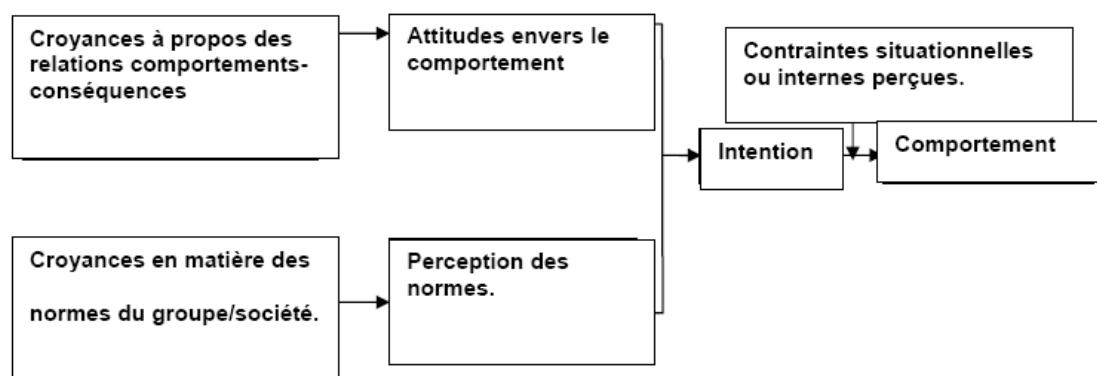 Croyances à propos des
relations comportements-
conséquences
Attitudes envers le
comportement
Contraintes situationnelles
ou internes perçues.
Intention
Comportement
Croyances en matière des
normes du groupe/société.
Perception des
normes.